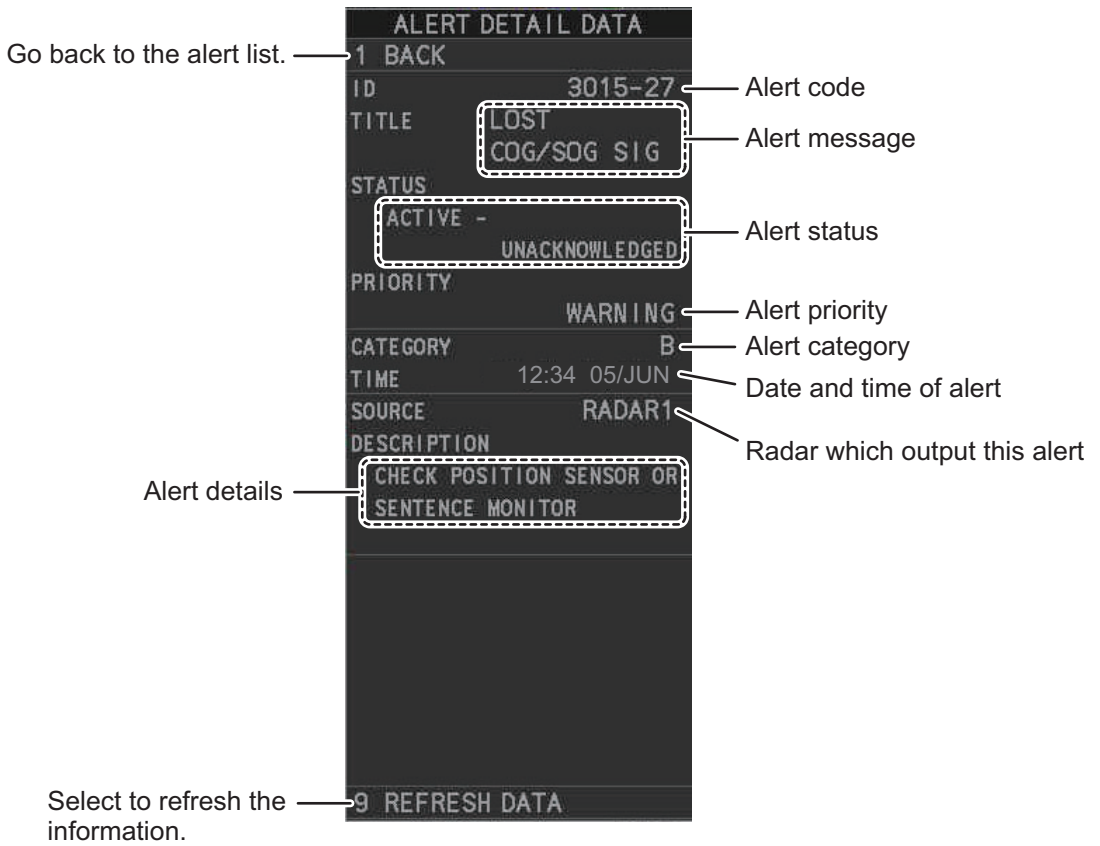 ALERT DETAIL DATA
Go back to the alert list.
1 BACK
ID 3015-27
Alert code
TITLE LOST
COG/SOG SIG
Alert message
STATUS
ACTIVE -
UNACKNOWLEDGED
Alert status
PRIORITY
WARNING
Alert priority
CATEGORY B
Alert category
TIME 12:34 05/JUN
Date and time of alert
SOURCE RADAR1
Radar which output this alert
DESCRIPTION
CHECK POSITION SENSOR OR
SENTENCE MONITOR
Alert details
9 REFRESH DATA
Select to refresh the
information.